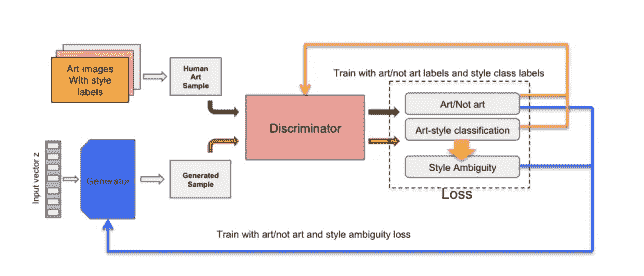 Train with art/not art labels and style class labels
Art images
With style
labels
Human
Art
Sample
Discriminator
Art/Not art
Art-style classification
Style Ambiguity
Loss
Input vector z
Generator
Generated
Sample
Train with art/not art and style ambiguity loss